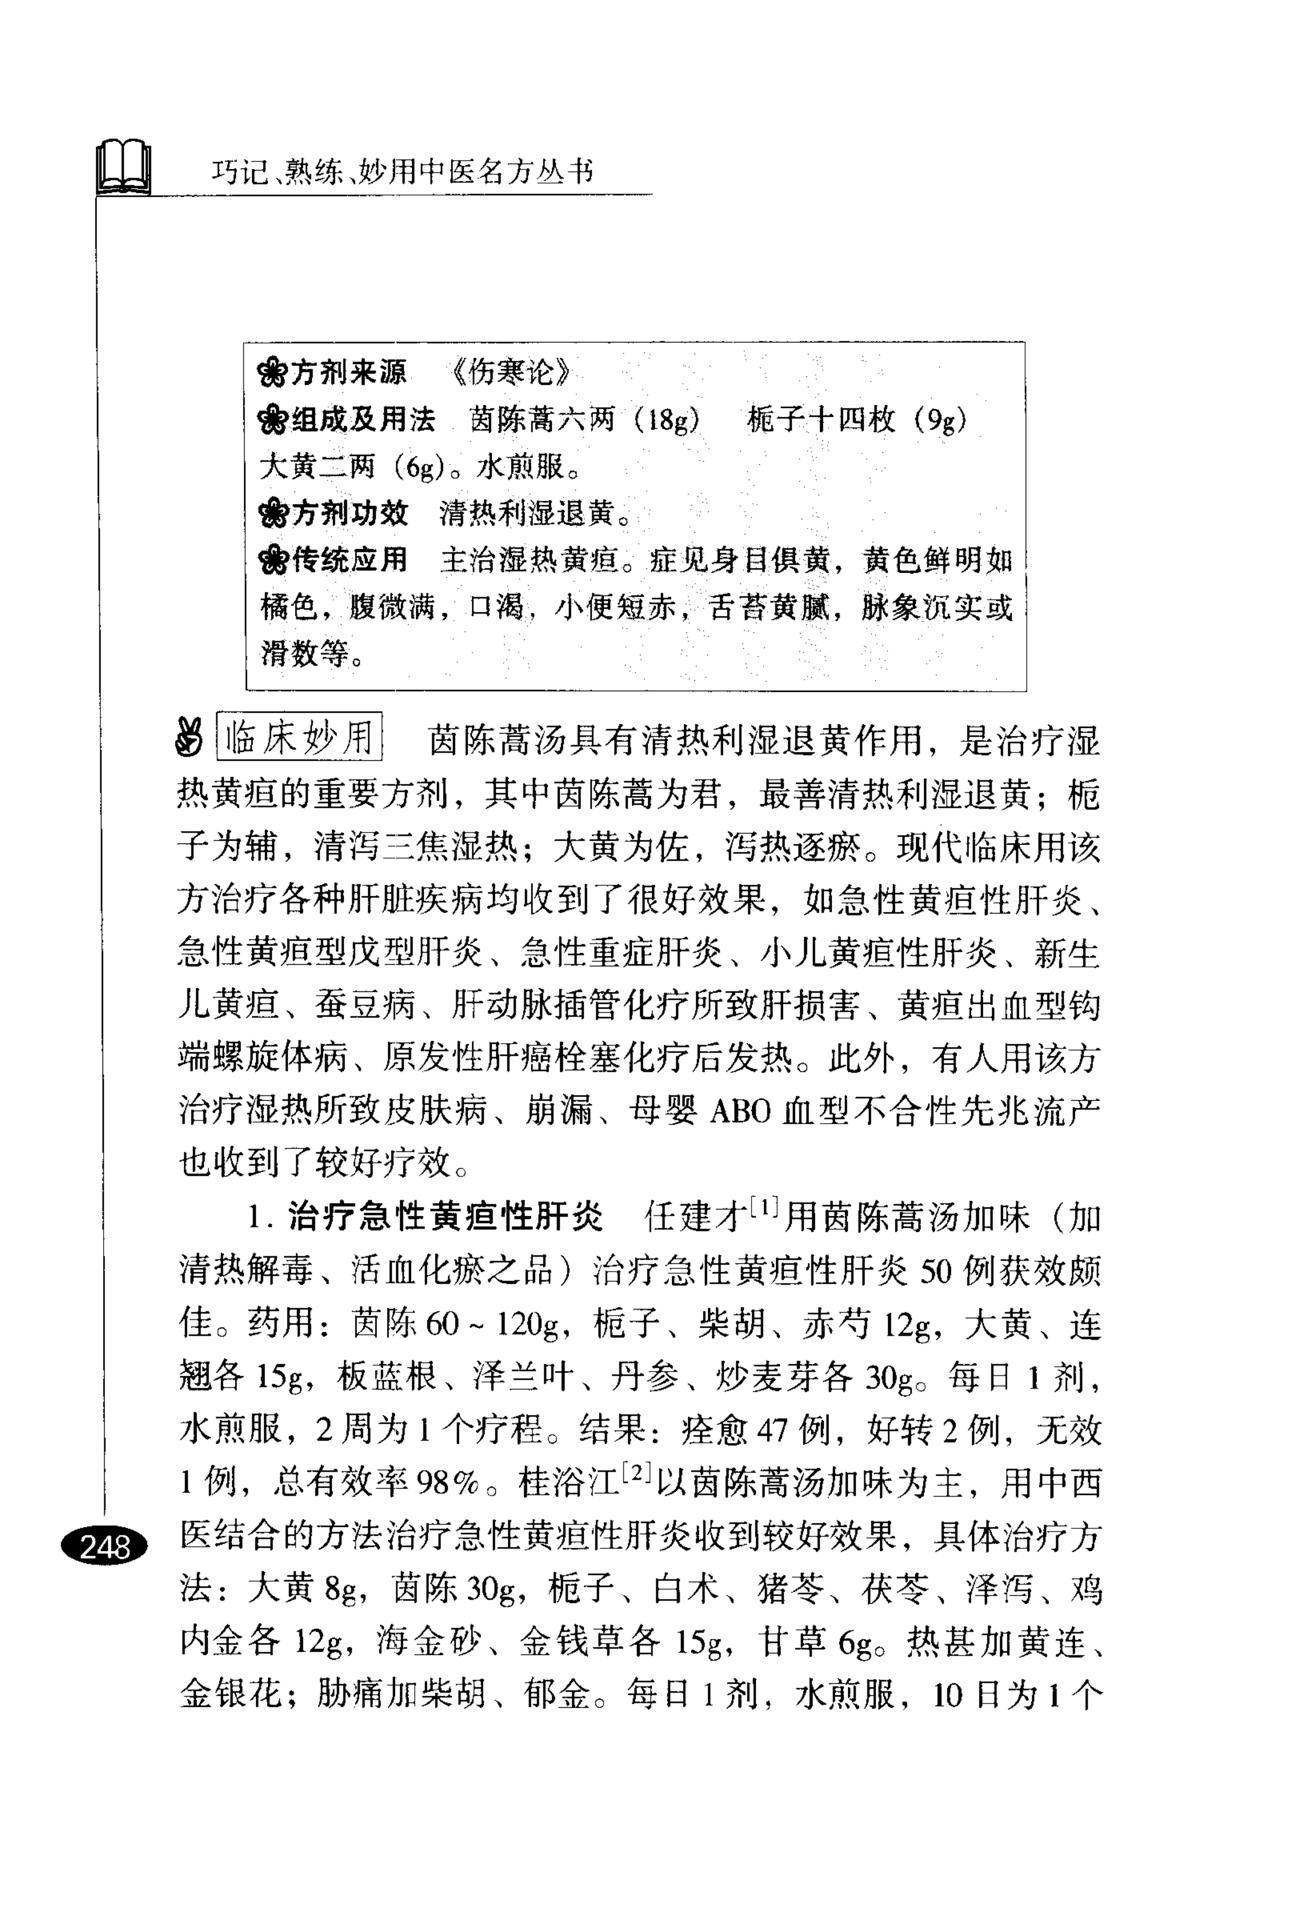 巧记、熟练、妙用中医名方丛书
方剂来源 《伤寒论》
组成及用法 茵陈蒿六两（18g） 栀子十四枚（9g）
大黄二两（6g）。水煎服。
方剂功效 清热利湿退黄。
传统应用 主治湿热黄疸。症见身目俱黄，黄色鲜明如
橘色，腹微满，口渴，小便短赤，舌苔黄腻，脉象沉实或
滑数等。
临床妙用 茵陈蒿汤具有清热利湿退黄作用，是治疗湿
热黄疸的重要方剂，其中茵陈蒿为君，最善清热利湿退黄；栀
子为辅，清泻三焦湿热；大黄为佐，泻热逐瘀。现代临床用该
方治疗各种肝脏疾病均收到了很好效果，如急性黄疸性肝炎、
急性黄疸型戊型肝炎、急性重症肝炎、小儿黄疸性肝炎、新生
儿黄疸、蚕豆病、肝动脉插管化疗所致肝损害、黄疸出血型钩
端螺旋体病、原发性肝癌栓塞化疗后发热。此外，有人用该方
治疗湿热所致皮肤病、崩漏、母婴 ABO 血型不合性先兆流产
也收到了较好疗效。
1. 治疗急性黄疸性肝炎 任建才[1]用茵陈蒿汤加味（加
清热解毒、活血化瘀之品）治疗急性黄疸性肝炎 50 例获效颇
佳。药用：茵陈 60～120g，栀子、柴胡、赤芍 12g，大黄、连
翘各 15g，板蓝根、泽兰叶、丹参、炒麦芽各 30g。每日 1 剂，
水煎服，2 周为 1 个疗程。结果：痊愈 47 例，好转 2 例，无效
1 例，总有效率 98%。桂浴江[2]以茵陈蒿汤加味为主，用中西
医结合的方法治疗急性黄疸性肝炎收到较好效果，具体治疗方
法：大黄 8g，茵陈 30g，栀子、白术、猪苓、茯苓、泽泻、鸡
内金各 12g，海金砂、金钱草各 15g，甘草 6g。热甚加黄连、
金银花；胁痛加柴胡、郁金。每日 1 剂，水煎服，10 日为 1 个
248